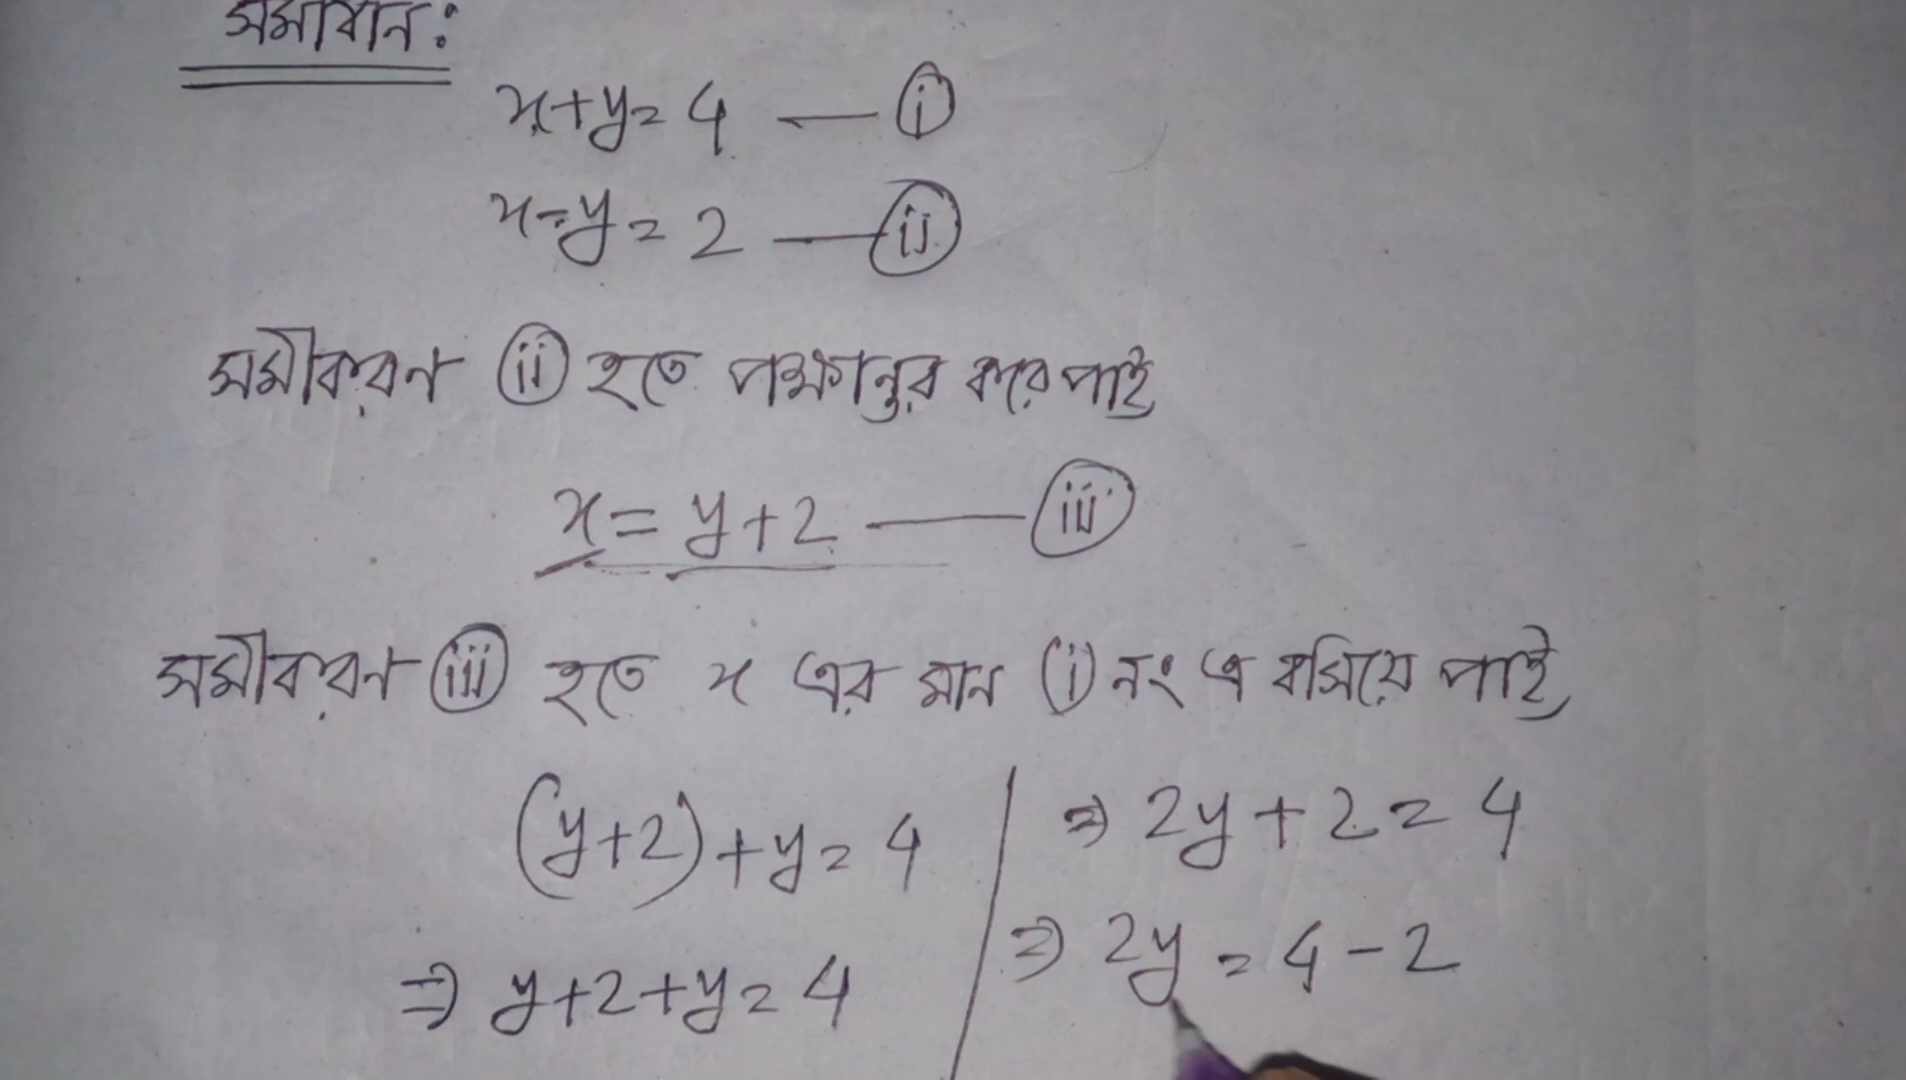 সমাধান:
x+y=4 — (i)
x-y=2 — (ii)
সমীকরণ (ii) হতে পক্ষান্তর করে পাই
x=y+2 — (iii)
সমীকরণ (iii) হতে x এর মান (i) নং এ বসিয়ে পাই
(y+2)+y=4
⇒ y+2+y=4
⇒ 2y+2=4
⇒ 2y=4-2